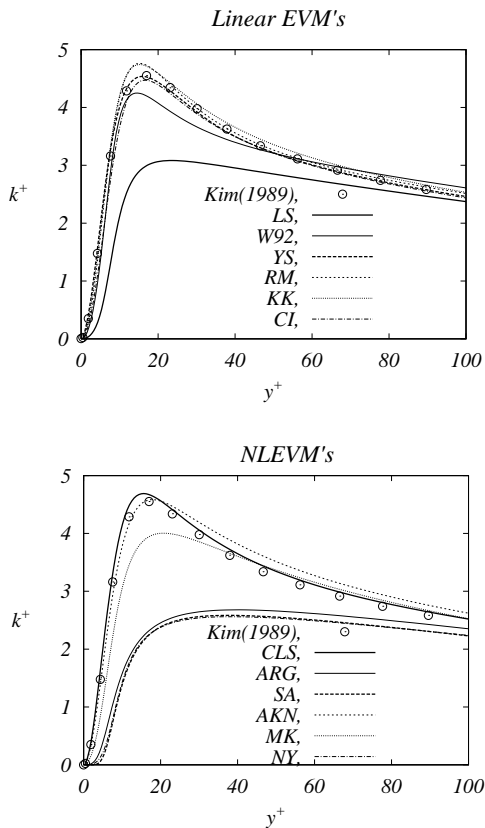 Linear EVM's
5
4
3
2
1
0
k+
Kim(1989),
LS,
W92,
YS,
RM,
KK,
CI,
0 20 40 60 80 100
y+
NLEVM's
5
4
3
2
1
0
k+
Kim(1989),
CLS,
ARG,
SA,
AKN,
MK,
NY,
0 20 40 60 80 100
y+